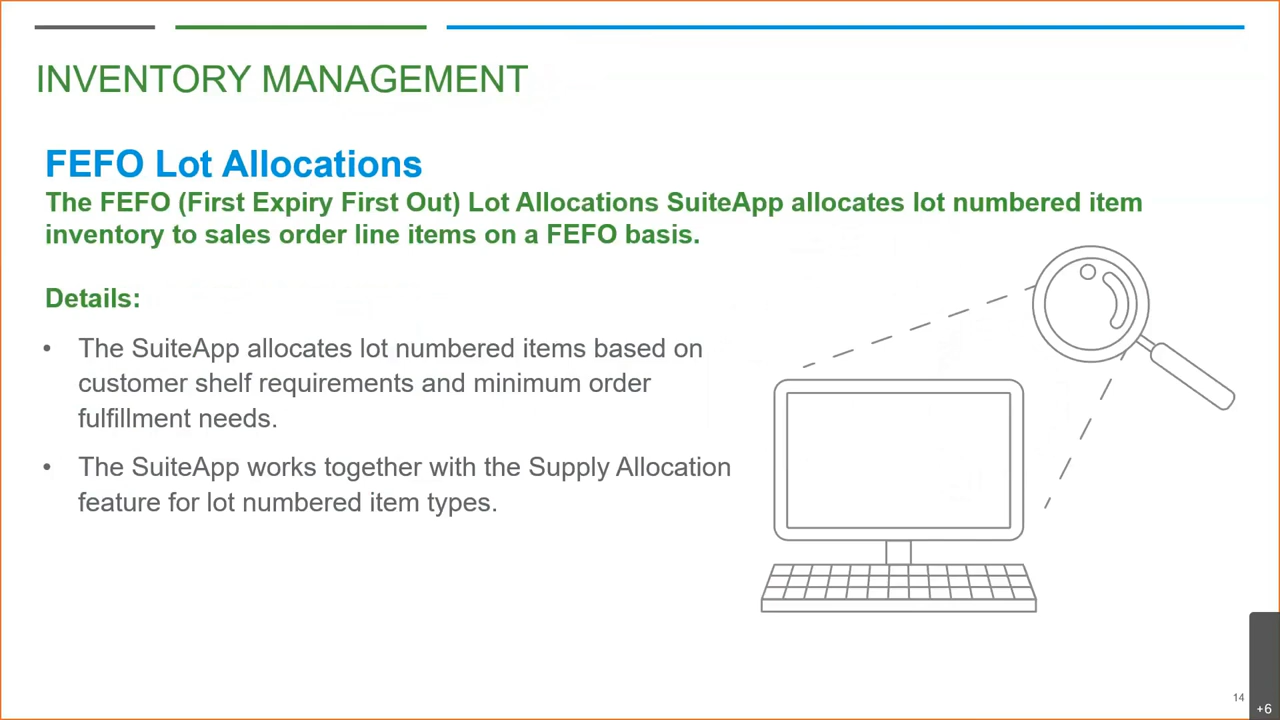 INVENTORY MANAGEMENT
FEFO Lot Allocations
The FEFO (First Expiry First Out) Lot Allocations SuiteApp allocates lot numbered item
inventory to sales order line items on a FEFO basis.
Details:
• The SuiteApp allocates lot numbered items based on
customer shelf requirements and minimum order
fulfillment needs.
• The SuiteApp works together with the Supply Allocation
feature for lot numbered item types.
14
+6